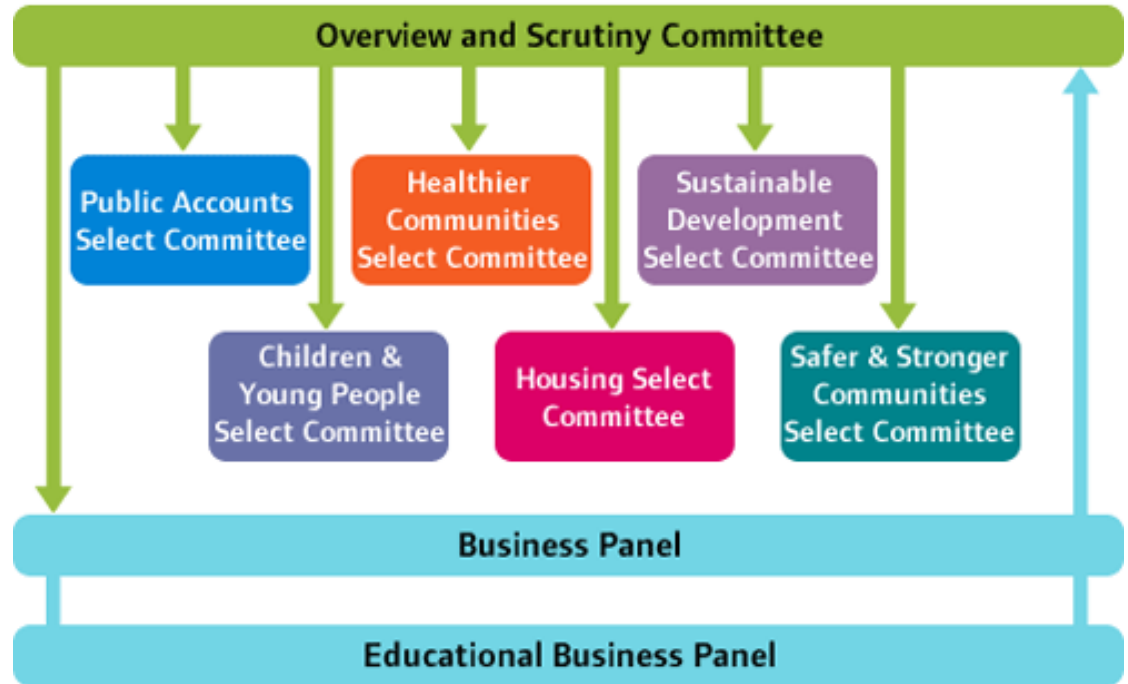 Overview and Scrutiny Committee
Public Accounts
Select Committee
Healthier
Communities
Select Committee
Sustainable
Development
Select Committee
Children &
Young People
Select Committee
Housing Select
Committee
Safer & Stronger
Communities
Select Committee
Business Panel
Educational Business Panel